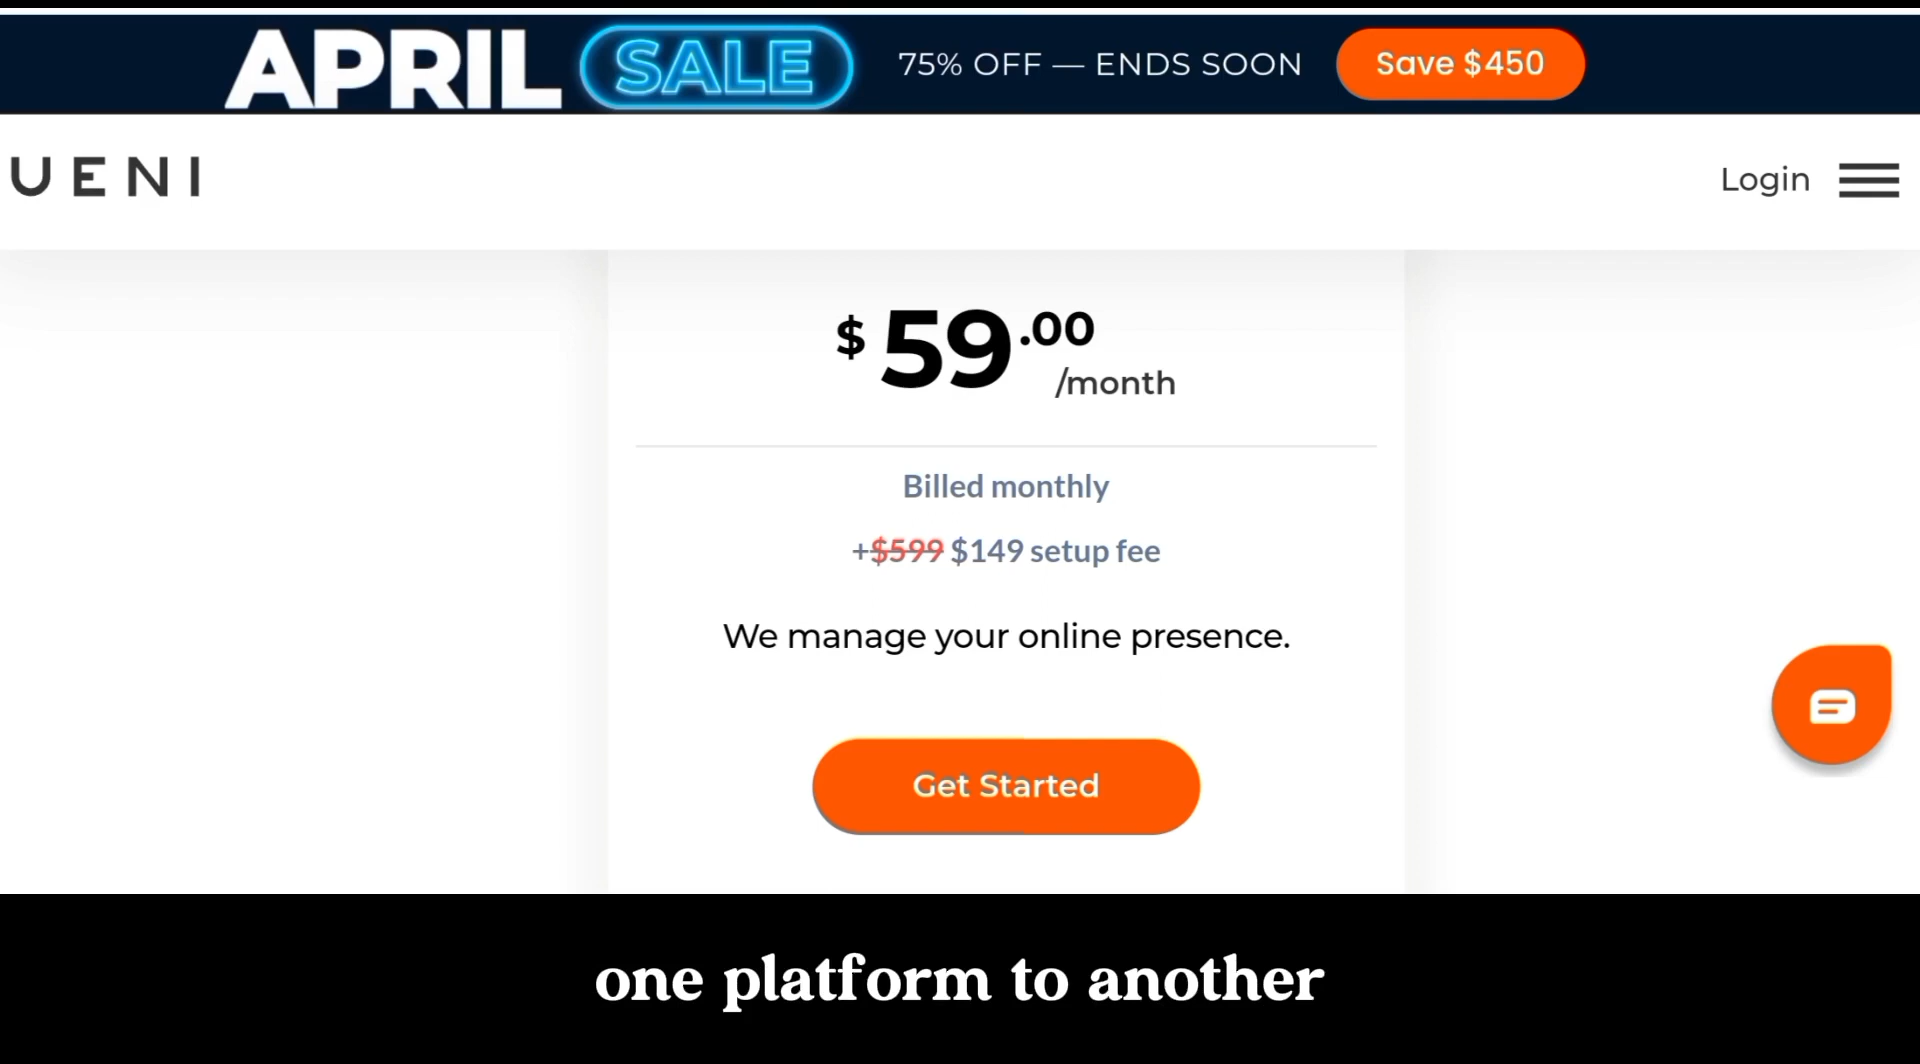 APRIL SALE 75% OFF — ENDS SOON Save $450
UENI Login
$59.00
/month
Billed monthly
+$599 $149 setup fee
We manage your online presence.
Get Started
one platform to another